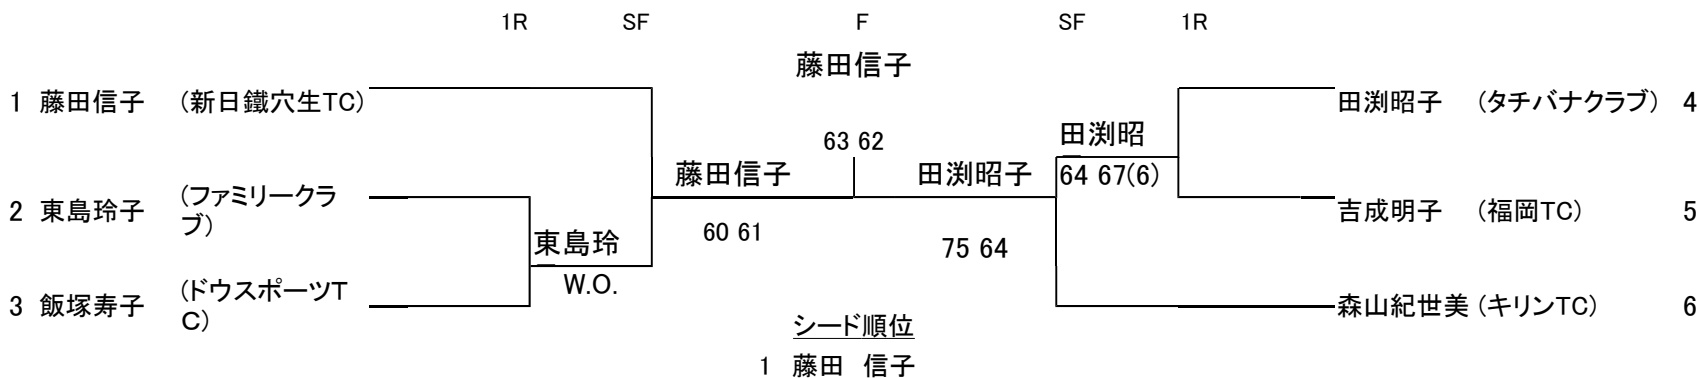 1R SF F SF 1R
藤田信子
1 藤田信子 (新日鐵穴生TC)
田渕昭子 (タチバナクラブ) 4
田渕昭
63 62
藤田信子
田渕昭子
64 67(6)
2 東島玲子 (ファミリークラ
ブ)
吉成明子 (福岡TC) 5
60 61
東島玲
75 64
W.O.
3 飯塚寿子 (ドウスポーツT
C)
森山紀世美 (キリンTC) 6
シード順位
1 藤田 信子